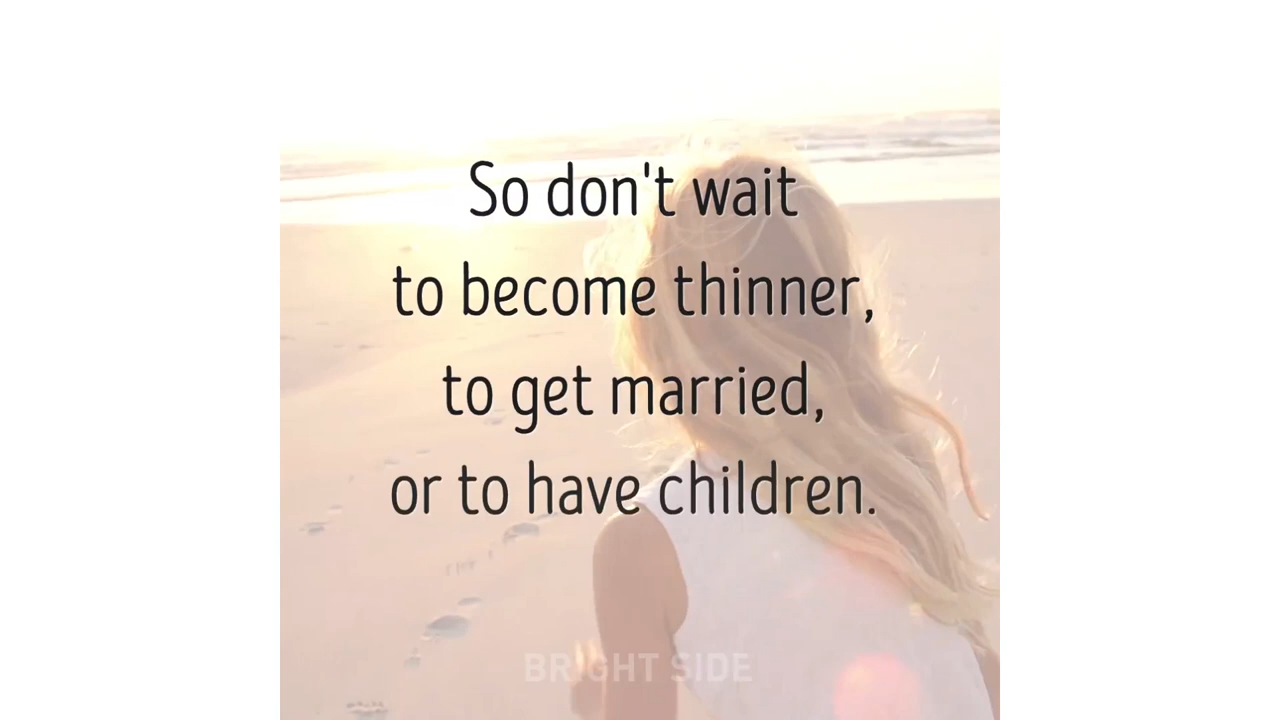 So don't wait
to become thinner,
to get married,
or to have children.
BRIGHT SIDE